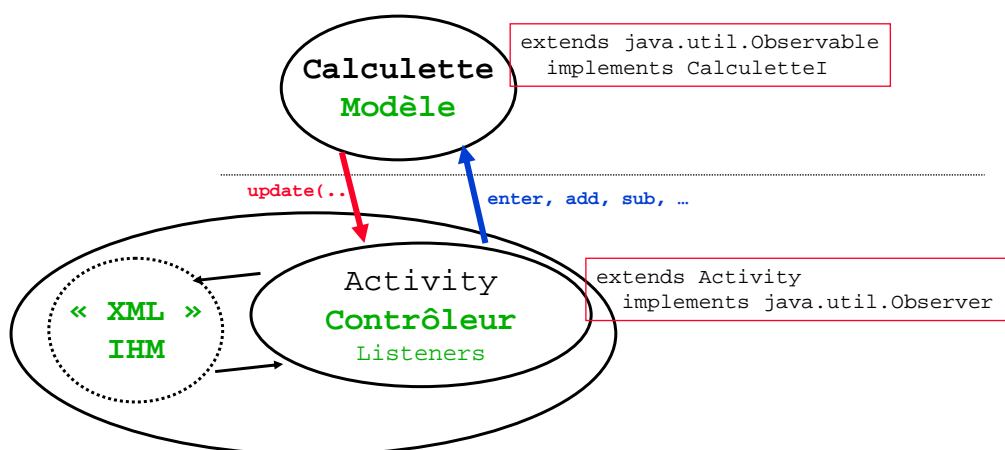 extends java.util.Observable
implements CalculetteI
Calculette
Modèle
update(..
enter, add, sub, …
extends Activity
implements java.util.Observer
Activity
Contrôleur
Listeners
« XML »
IHM